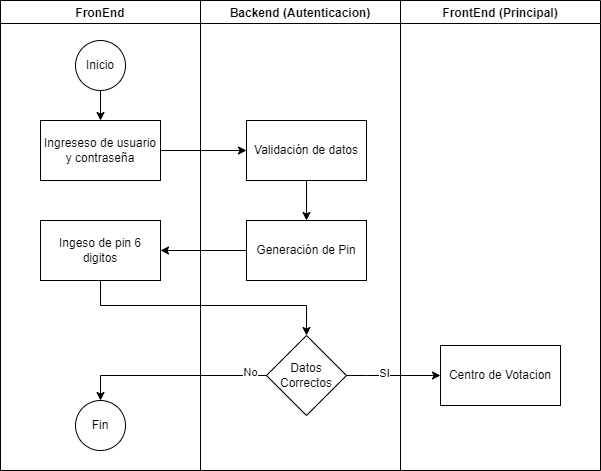 FronEnd
Backend (Autenticacion)
FrontEnd (Principal)
Inicio
Ingreseso de usuario
y contraseña
Validación de datos
Ingeso de pin 6
digitos
Generación de Pin
Datos
Correctos
No
SI
Centro de Votacion
Fin